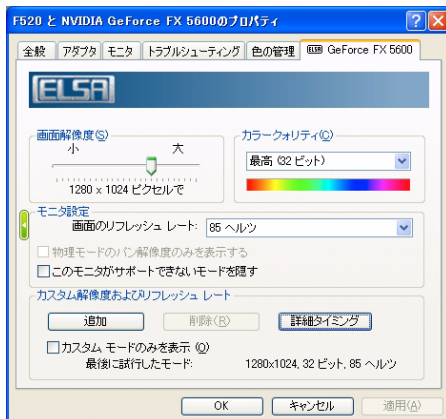 F520 と NVIDIA GeForce FX 5600のプロパティ
全般 アダプタ モニタ トラブルシューティング 色の管理 ELSA GeForce FX 5600
ELSA
画面解像度(S) カラークォリティ(C)
小 大
最高 (32 ビット)
1280 x 1024 ピクセルで
モニタ設定
画面のリフレッシュ レート: 85 ヘルツ
物理モードのパン解像度のみを表示する
このモニタがサポートできないモードを隠す
カスタム解像度およびリフレッシュ レート
追加 削除(R) 詳細タイミング
カスタム モードのみを表示 (O)
最後に試行したモード: 1280x1024, 32 ビット, 85 ヘルツ
OK キャンセル 適用(A)